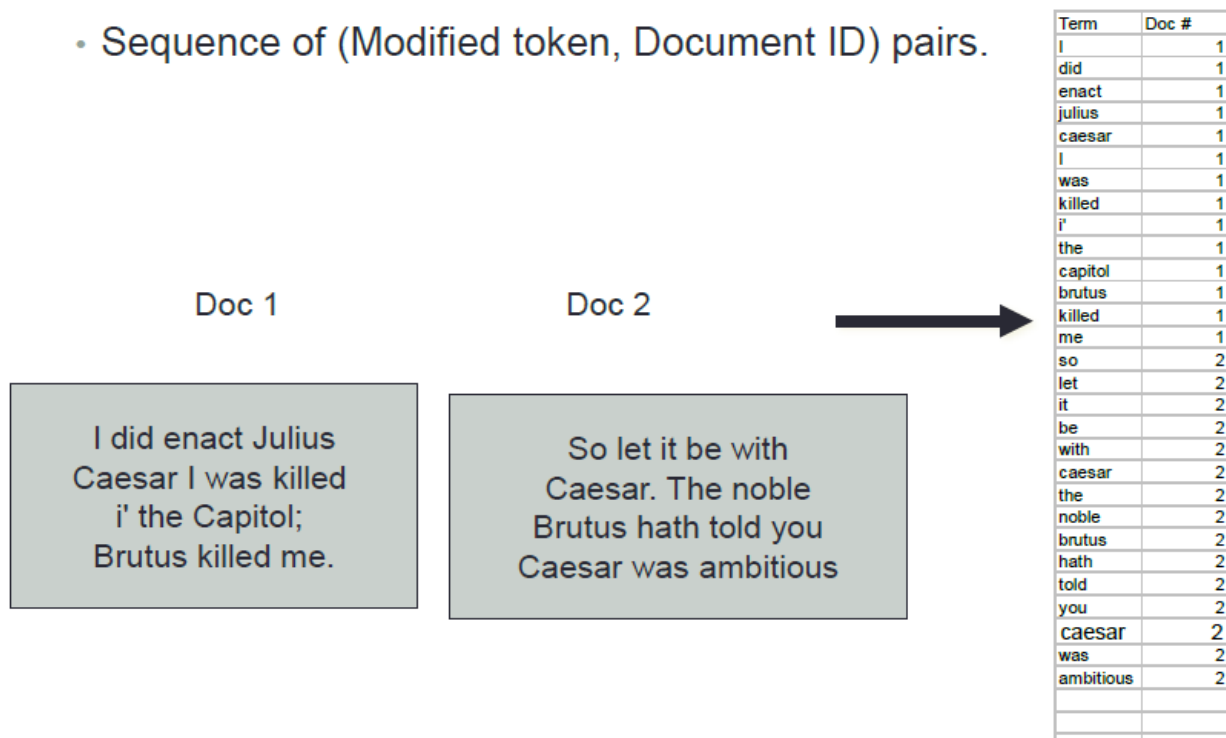 • Sequence of (Modified token, Document ID) pairs.
Doc 1
I did enact Julius
Caesar I was killed
i' the Capitol;
Brutus killed me.
Doc 2
So let it be with
Caesar. The noble
Brutus hath told you
Caesar was ambitious
Term Doc #
I 1
did 1
enact 1
julius 1
caesar 1
I 1
was 1
killed 1
i' 1
the 1
capitol 1
brutus 1
killed 1
me 1
so 2
let 2
it 2
be 2
with 2
caesar 2
the 2
noble 2
brutus 2
hath 2
told 2
you 2
caesar 2
was 2
ambitious 2